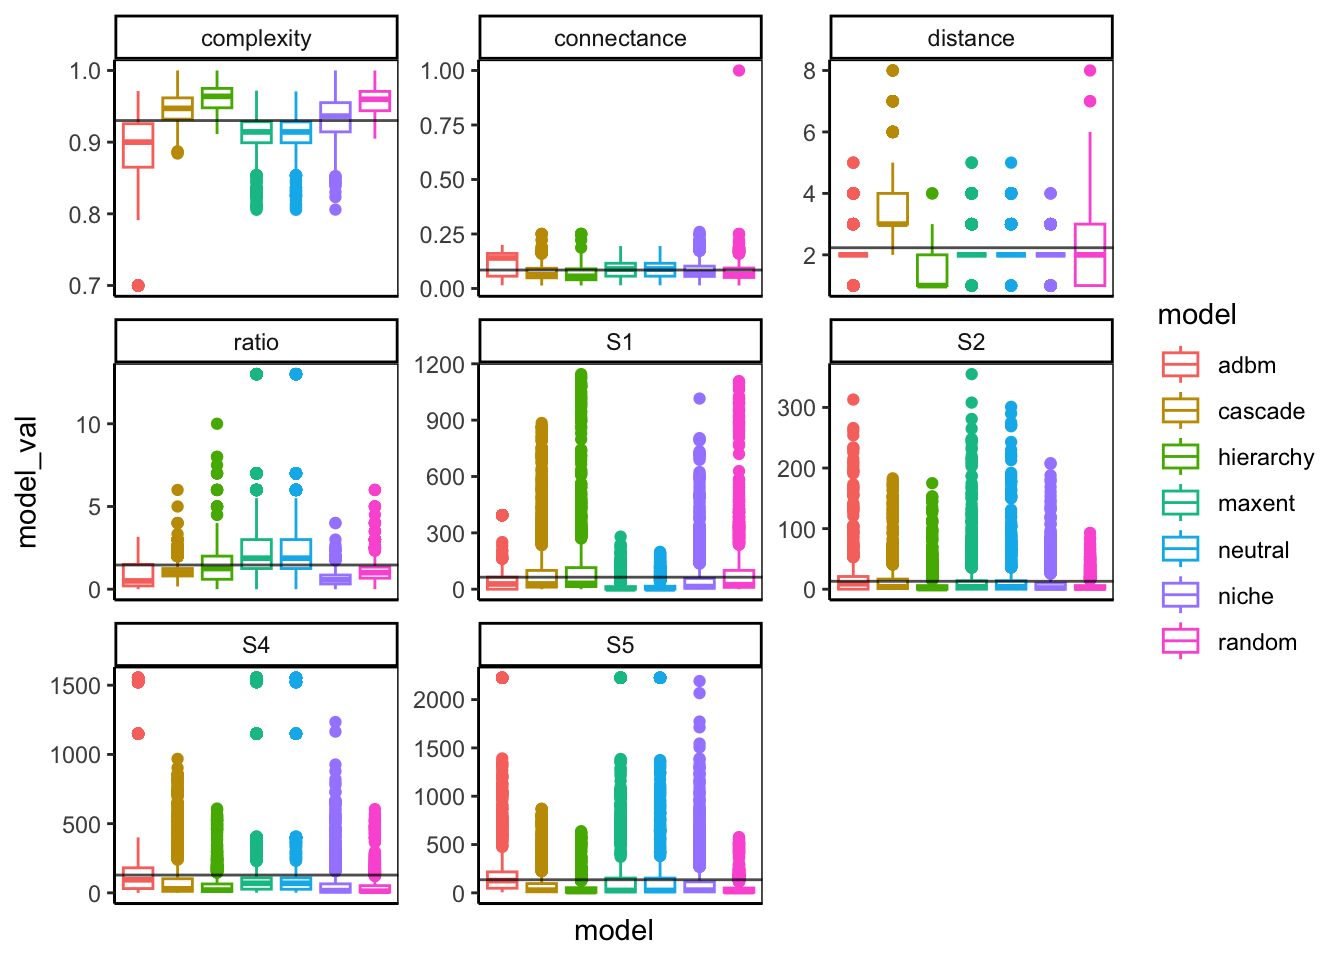 complexity
connectance
distance
1.0
0.9
0.8
0.7
1.00
0.75
0.50
0.25
0.00
8
6
4
2
ratio
S1
S2
10
5
0
1200
900
600
300
0
300
200
100
0
S4
S5
1500
1000
500
0
2000
1500
1000
500
0
model_val
model
model
adbm
cascade
hierarchy
maxent
neutral
niche
random